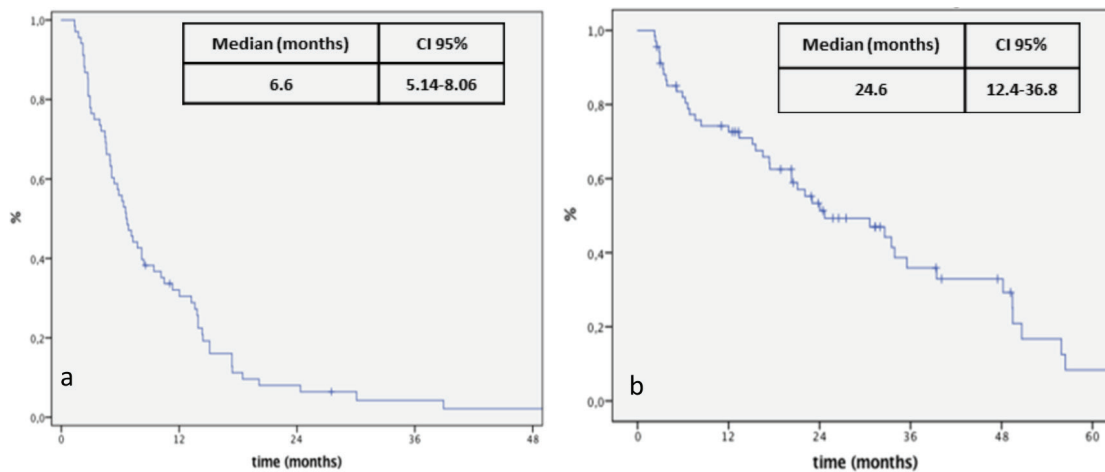 Median (months) CI 95%
6.6 5.14-8.06
1,0
0,8
0,6
0,4
0,2
0,0
%
a
0 12 24 36 48
time (months)
Median (months) CI 95%
24.6 12.4-36.8
1,0
0,8
0,6
0,4
0,2
0,0
%
b
0 12 24 36 60
time (months)